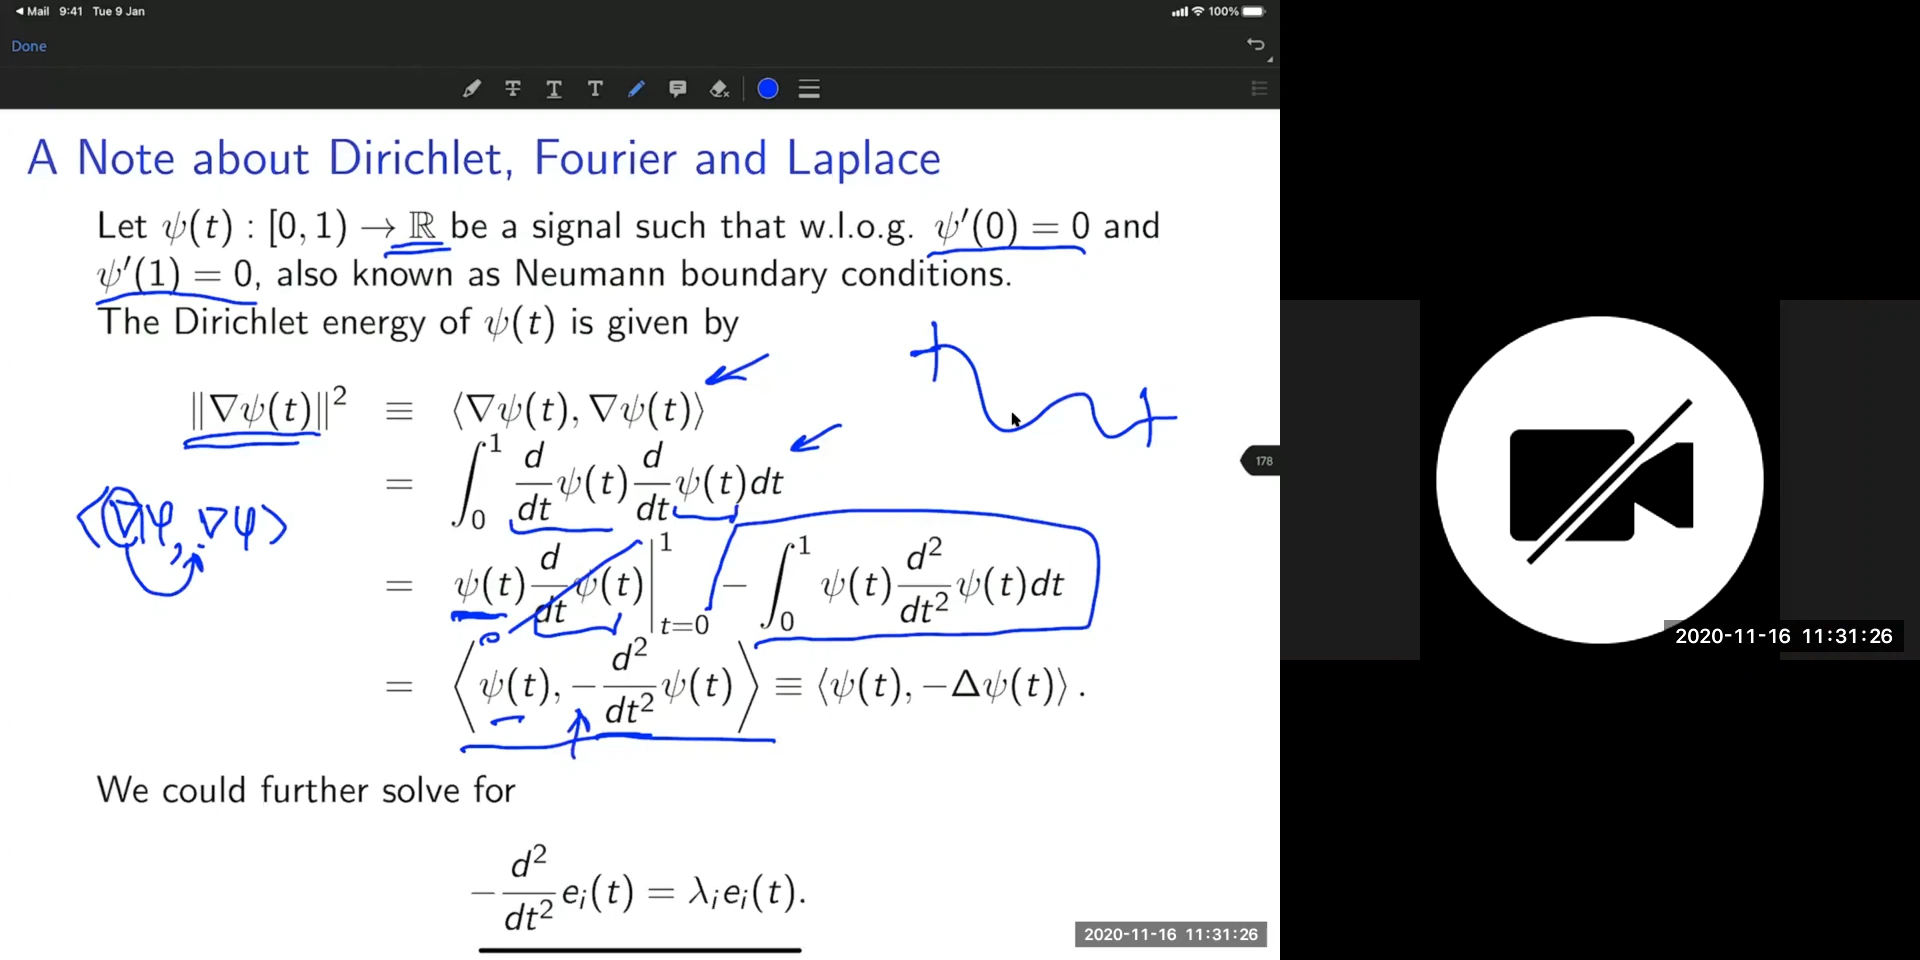 Mail 9:41 Tue 9 Jan 100%
Done
A Note about Dirichlet, Fourier and Laplace
Let ψ(t) : [0, 1) → ℝ be a signal such that w.l.o.g. ψ′(0) = 0 and
ψ′(1) = 0, also known as Neumann boundary conditions.
The Dirichlet energy of ψ(t) is given by
‖∇ψ(t)‖² ≡ ⟨∇ψ(t), ∇ψ(t)⟩
= ∫₀¹ d/dt ψ(t) d/dt ψ(t)dt
178
⟨∇ψ, ∇ψ⟩
= ψ(t) d/dt ψ(t)|¹ₜ₌₀ − ∫₀¹ ψ(t) d²/dt² ψ(t)dt
0
= ⟨ψ(t), − d²/dt² ψ(t)⟩ ≡ ⟨ψ(t), −Δψ(t)⟩ .
We could further solve for
− d²/dt² eᵢ(t) = λᵢeᵢ(t).
2020-11-16 11:31:26
2020-11-16 11:31:26